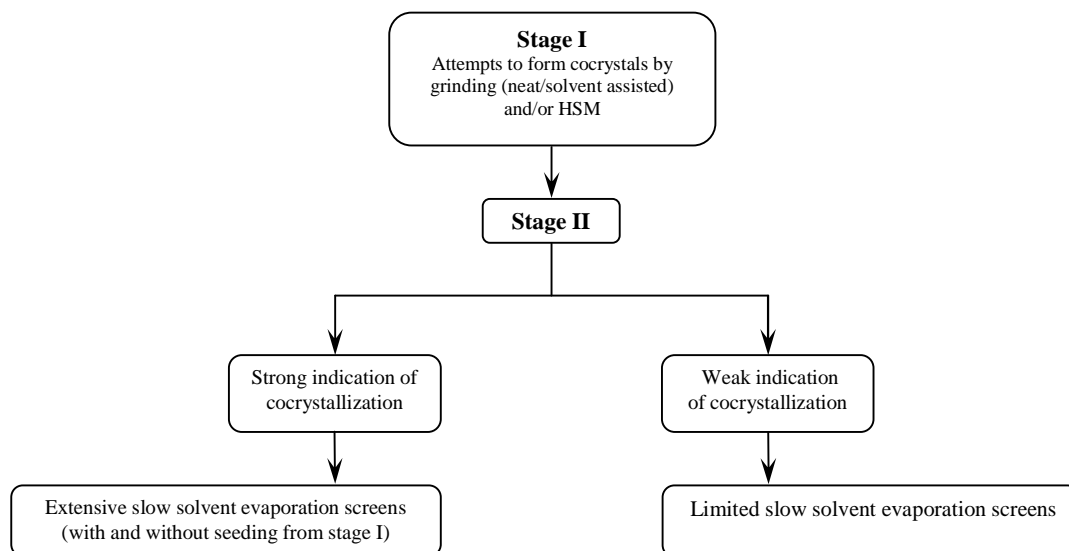 Stage I
Attempts to form cocrystals by
grinding (neat/solvent assisted)
and/or HSM
Stage II
Strong indication of
cocrystallization
Weak indication
of cocrystallization
Extensive slow solvent evaporation screens
(with and without seeding from stage I)
Limited slow solvent evaporation screens